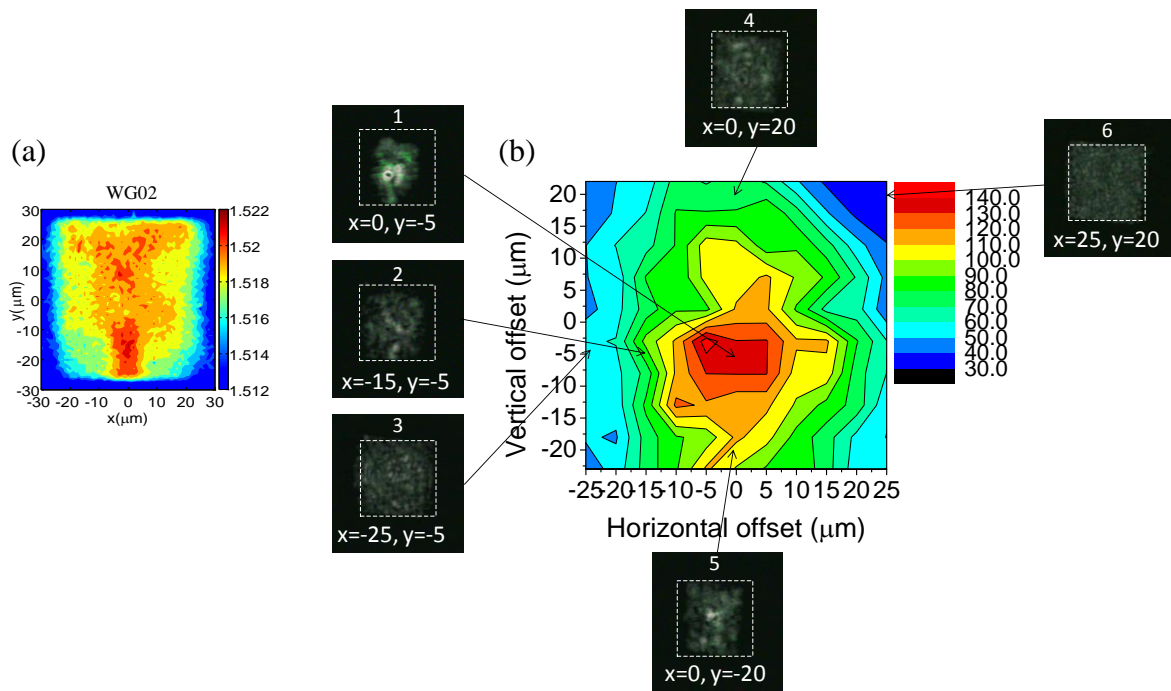 (a)
WG02
30
20
10
0
-10
-20
-30
y(μm)
-30 -20 -10 0 10 20 30
x(μm)
1.522
1.52
1.518
1.516
1.514
1.512
1
x=0, y=-5
2
x=-15, y=-5
3
x=-25, y=-5
4
x=0, y=20
5
x=0, y=-20
6
x=25, y=20
(b)
Vertical offset (μm)
20
15
10
5
0
-5
-10
-15
-20
-25 -20 -15 -10 -5 0 5 10 15 20 25
Horizontal offset (μm)
140.0
130.0
110.0
100.0
90.0
80.0
70.0
60.0
50.0
40.0
30.0